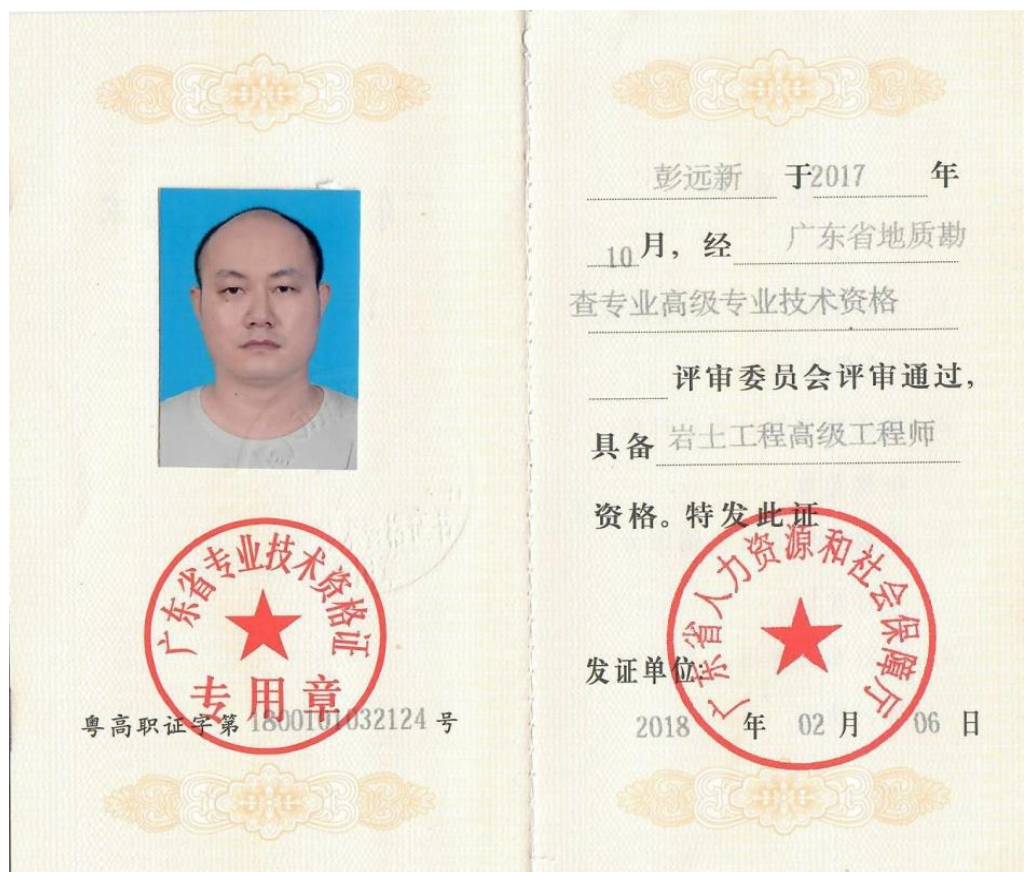 广东省专业技术资格证
专用章
粤高职证字第 1800101032124 号
彭远新 于2017 年
10月，经 广东省地质勘
查专业高级专业技术资格
评审委员会评审通过，
具备 岩土工程高级工程师
资格。特发此证
广东省人力资源和社会保障厅
发证单位：
2018 年 02 月 06 日